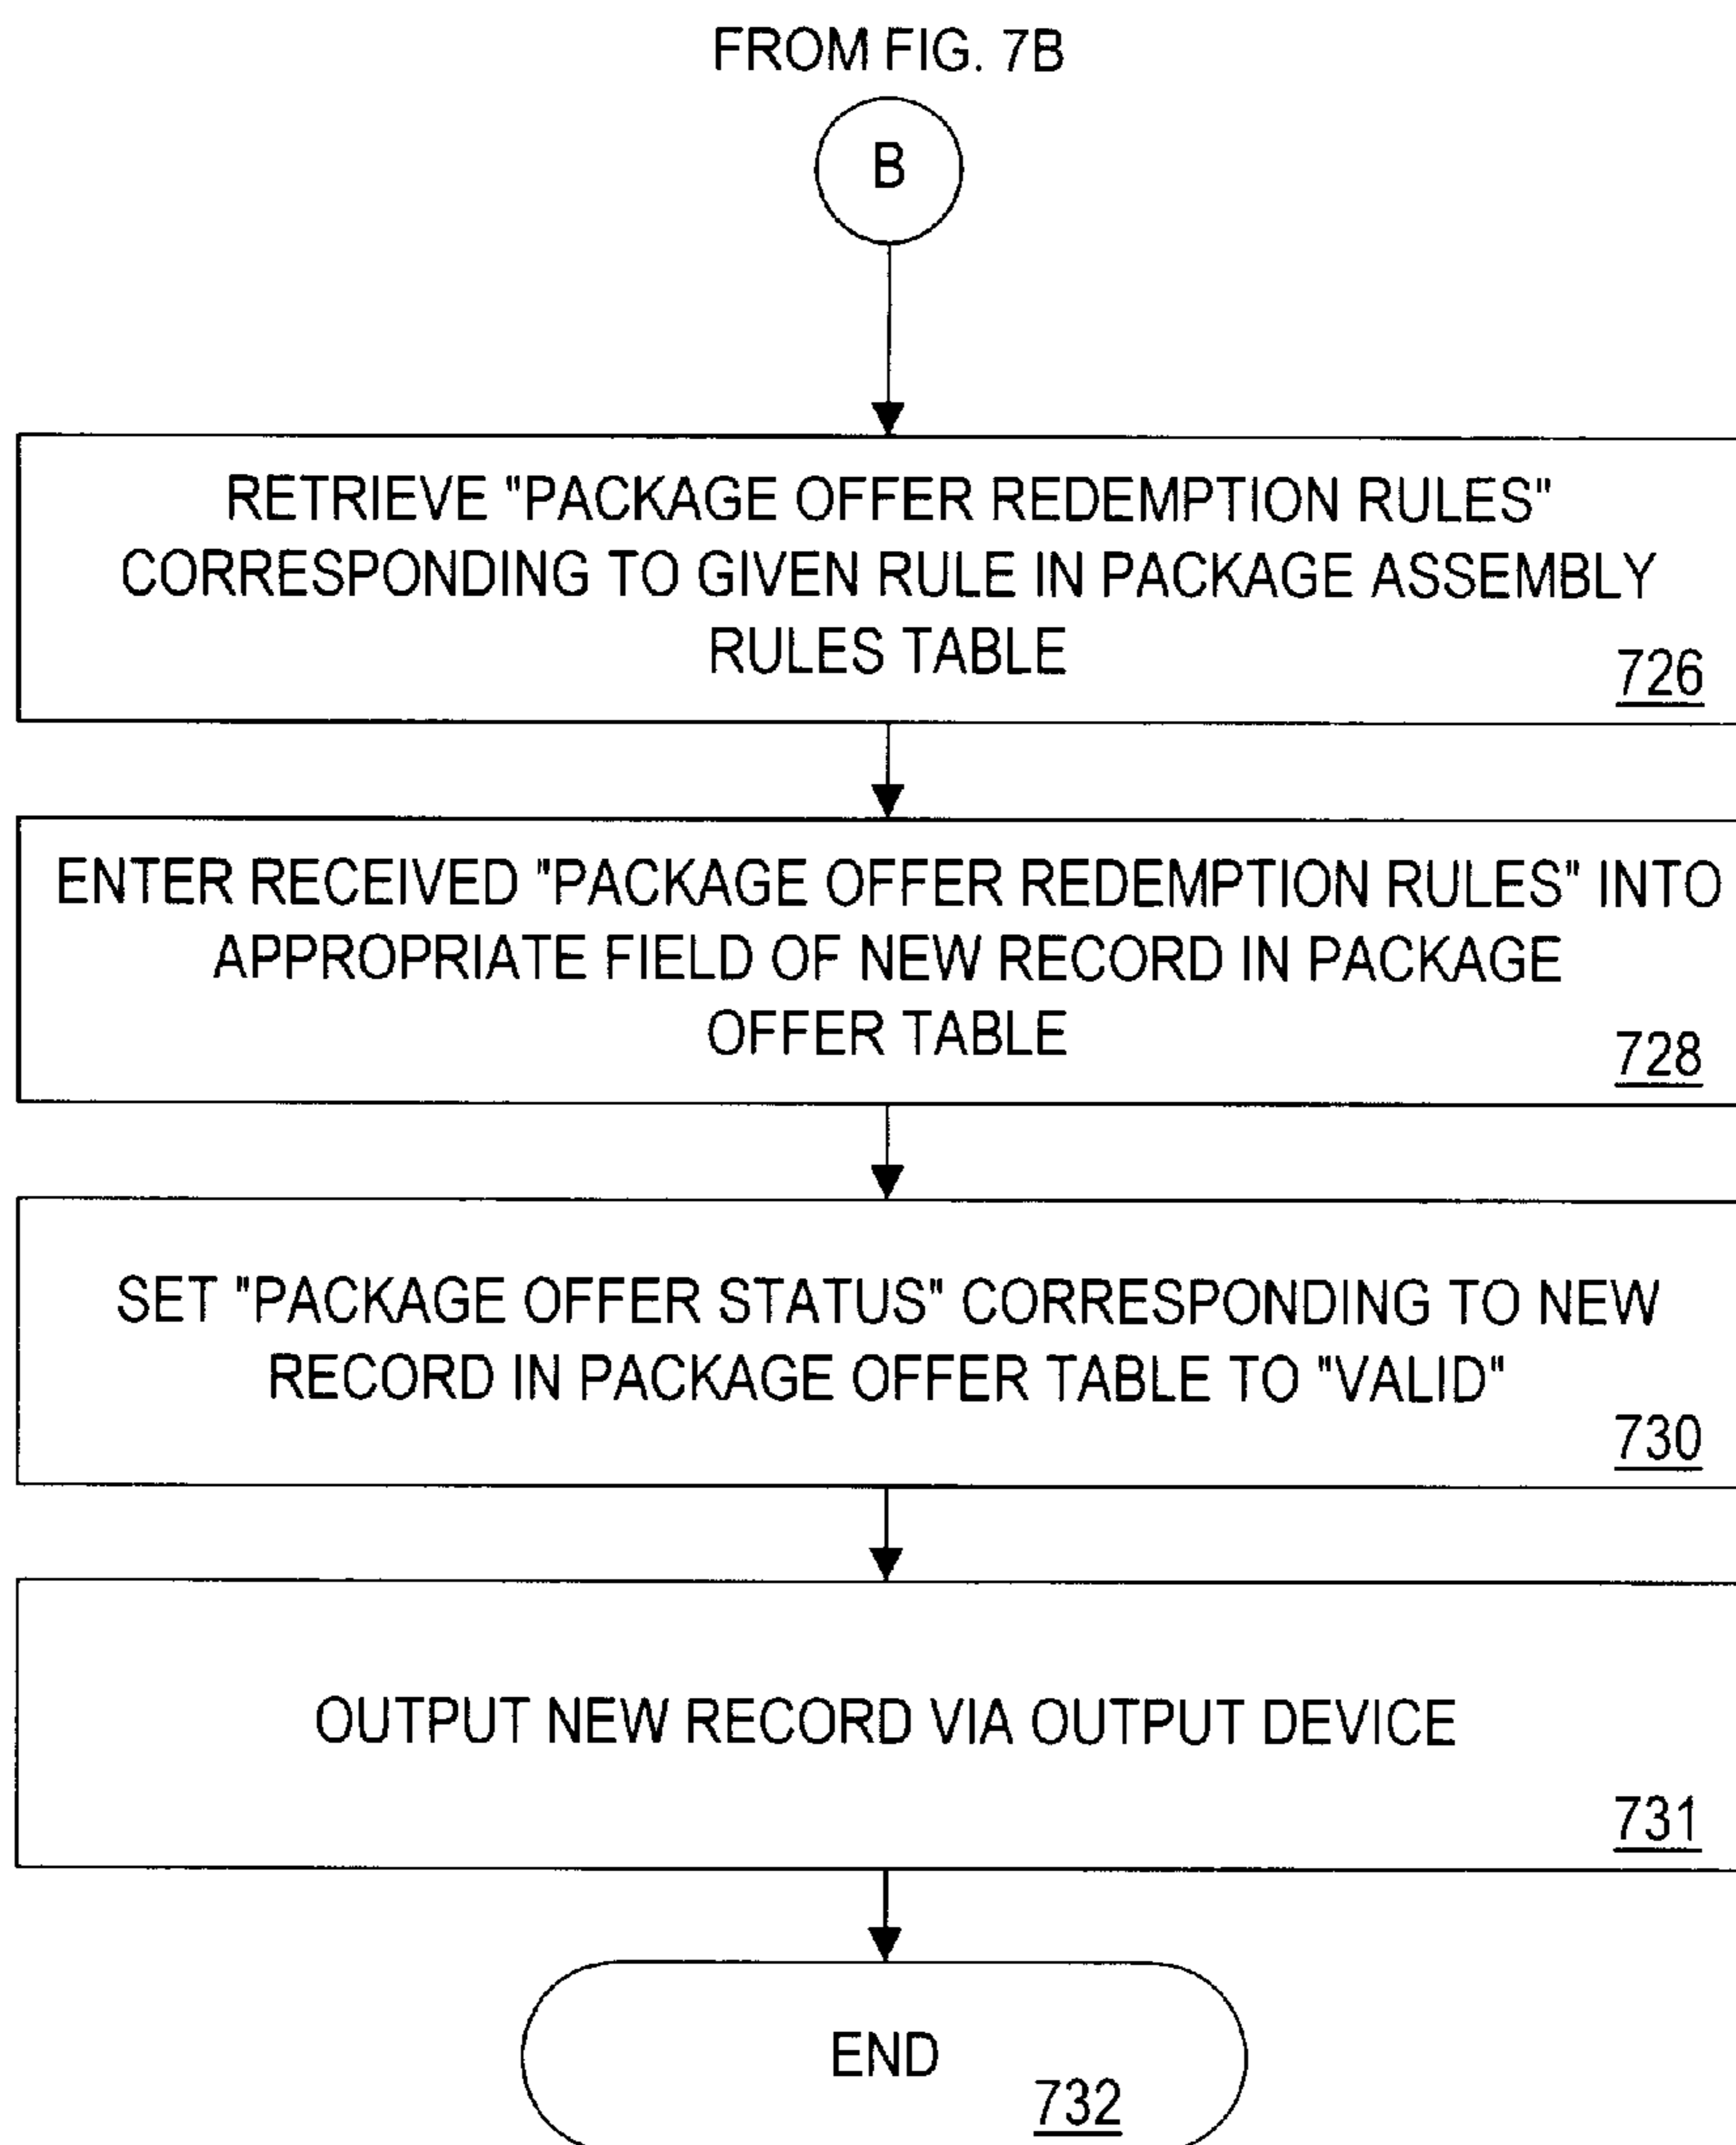 FROM FIG. 7B
B
RETRIEVE "PACKAGE OFFER REDEMPTION RULES"
CORRESPONDING TO GIVEN RULE IN PACKAGE ASSEMBLY
RULES TABLE
726
ENTER RECEIVED "PACKAGE OFFER REDEMPTION RULES" INTO
APPROPRIATE FIELD OF NEW RECORD IN PACKAGE
OFFER TABLE
728
SET "PACKAGE OFFER STATUS" CORRESPONDING TO NEW
RECORD IN PACKAGE OFFER TABLE TO "VALID"
730
OUTPUT NEW RECORD VIA OUTPUT DEVICE
731
END
732